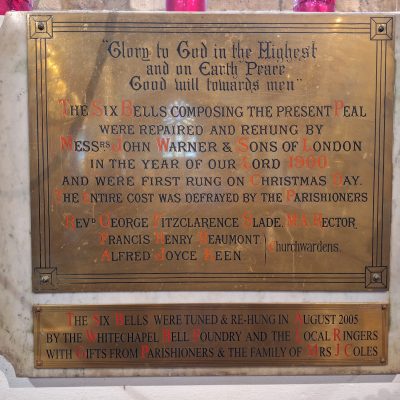 "Glory to God in the Highest
and on Earth Peace
Good will towards men"
The Six Bells composing the present Peal
were repaired and rehung by
Messrs John Warner & Sons of London
in the year of our Lord 1900
and were first rung on Christmas Day.
The Entire cost was defrayed by the Parishioners
Revd George Fitzclarence Slade, M.A. Rector.
Francis Henry Beaumont
Alfred Joyce Keen
Churchwardens.
The Six Bells were tuned & re-hung in August 2005
by the Whitechapel Bell Foundry and the Local Ringers
with Gifts from Parishioners & the family of Mrs J Coles